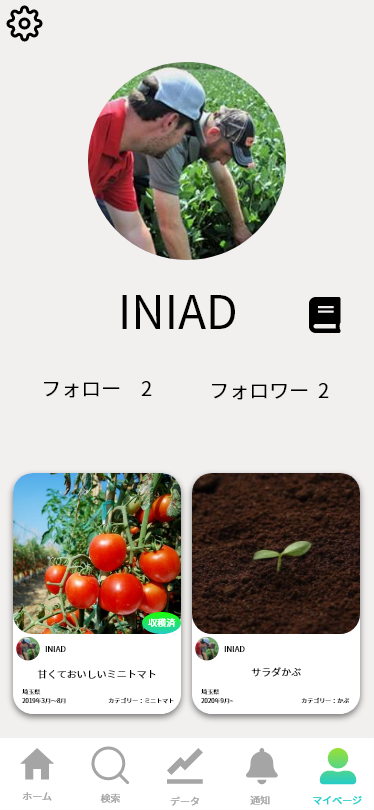 INIAD
フォロー 2
フォロワー 2
収穫済
INIAD
甘くておいしいミニトマト
埼玉県
2019年3月~8月
カテゴリー：ミニトマト
INIAD
サラダかぶ
埼玉県
2020年9月~
カテゴリー：かぶ
ホーム
検索
データ
通知
マイページ